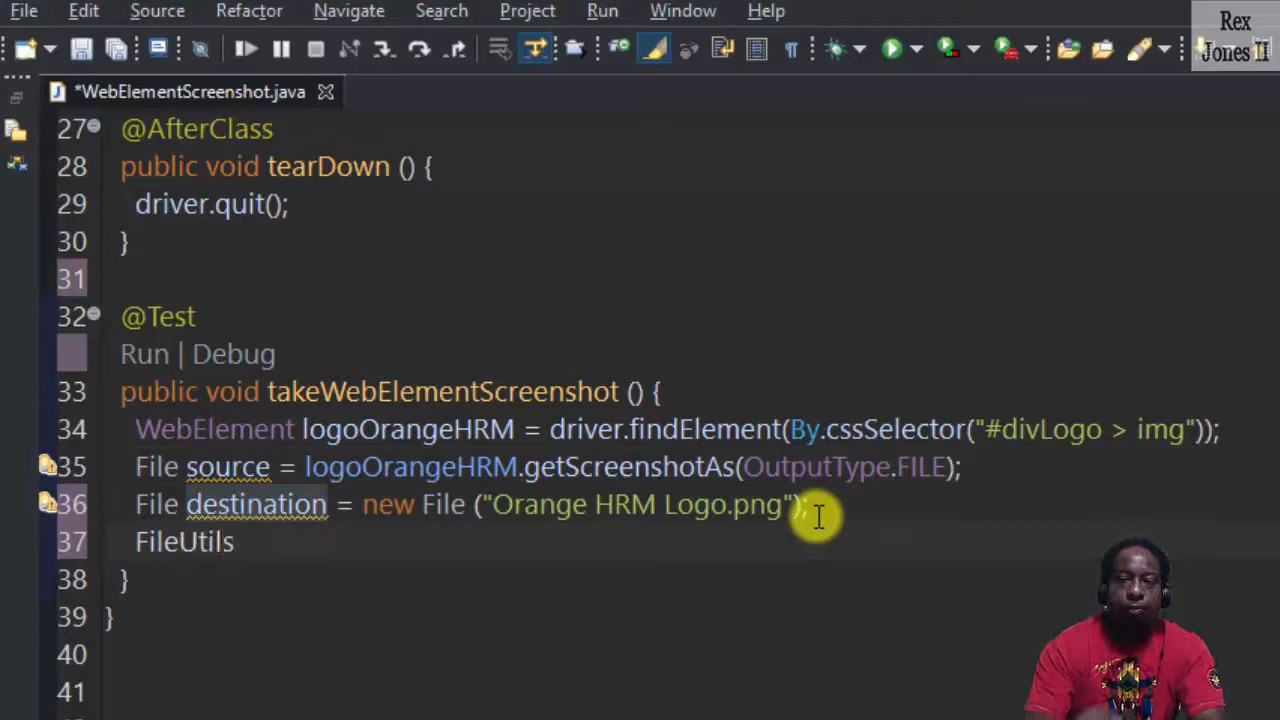 File Edit Source Refactor Navigate Search Project Run Window Help
Rex
Jones II
*WebElementScreenshot.java
27 @AfterClass
28 public void tearDown () {
29 driver.quit();
30 }
31
32 @Test
Run | Debug
33 public void takeWebElementScreenshot () {
34 WebElement logoOrangeHRM = driver.findElement(By.cssSelector("#divLogo > img"));
35 File source = logoOrangeHRM.getScreenshotAs(OutputType.FILE);
36 File destination = new File ("Orange HRM Logo.png");
37 FileUtils
38 }
39 }
40
41